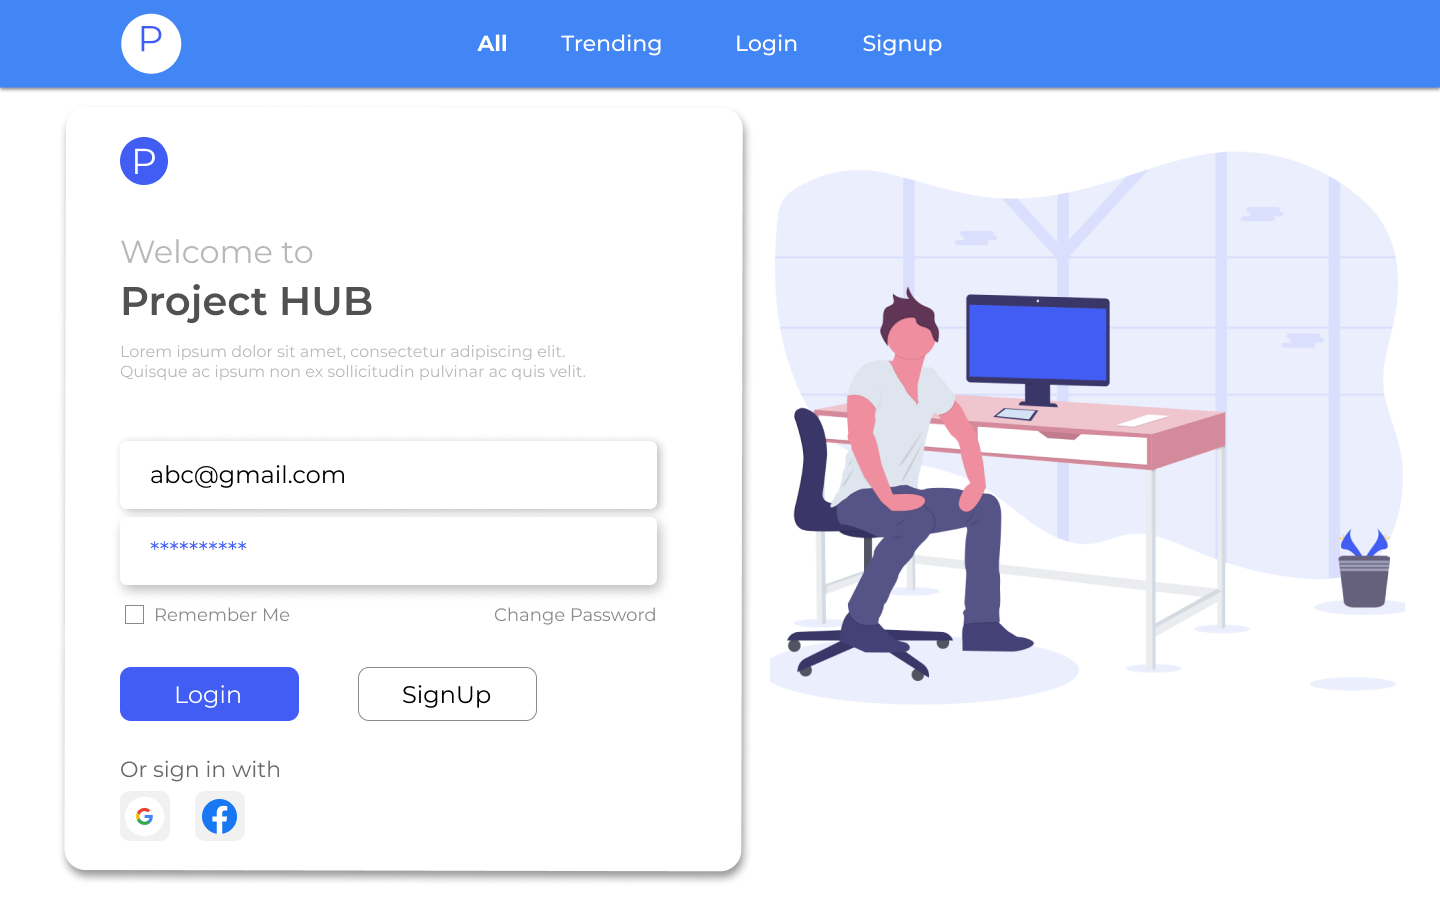 P
All Trending Login Signup
P
Welcome to
Project HUB
Lorem ipsum dolor sit amet, consectetur adipiscing elit.
Quisque ac ipsum non ex sollicitudin pulvinar ac quis velit.
abc@gmail.com
**********
Remember Me Change Password
Login SignUp
Or sign in with
G f